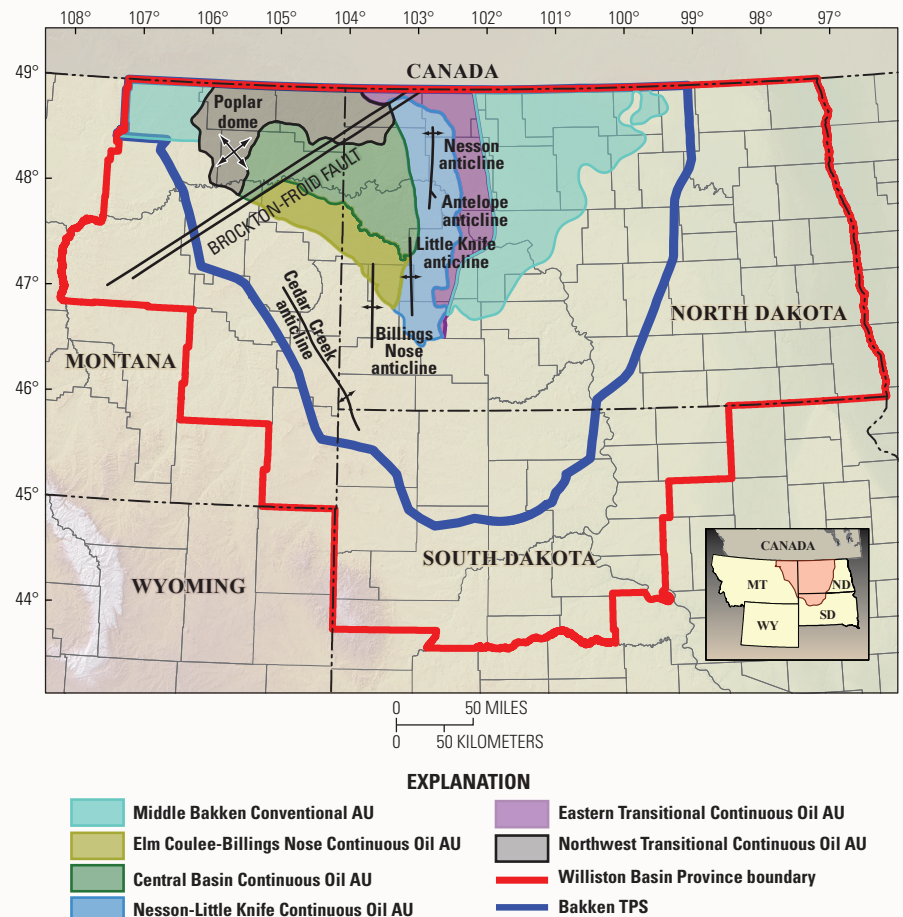 108° 107° 106° 105° 104° 103° 102° 101° 100° 99° 98° 97°
49°
48°
47°
46°
45°
44°
CANADA
Poplar
dome
BROCKTON-FROID FAULT
Nesson
anticline
Antelope
anticline
Little Knife
anticline
Cedar Creek
anticline
Billings
Nose
anticline
NORTH DAKOTA
MONTANA
SOUTH DAKOTA
WYOMING
CANADA
MT
ND
SD
WY
0 50 MILES
0 50 KILOMETERS
EXPLANATION
Middle Bakken Conventional AU
Elm Coulee-Billings Nose Continuous Oil AU
Central Basin Continuous Oil AU
Nesson-Little Knife Continuous Oil AU
Eastern Transitional Continuous Oil AU
Northwest Transitional Continuous Oil AU
Williston Basin Province boundary
Bakken TPS